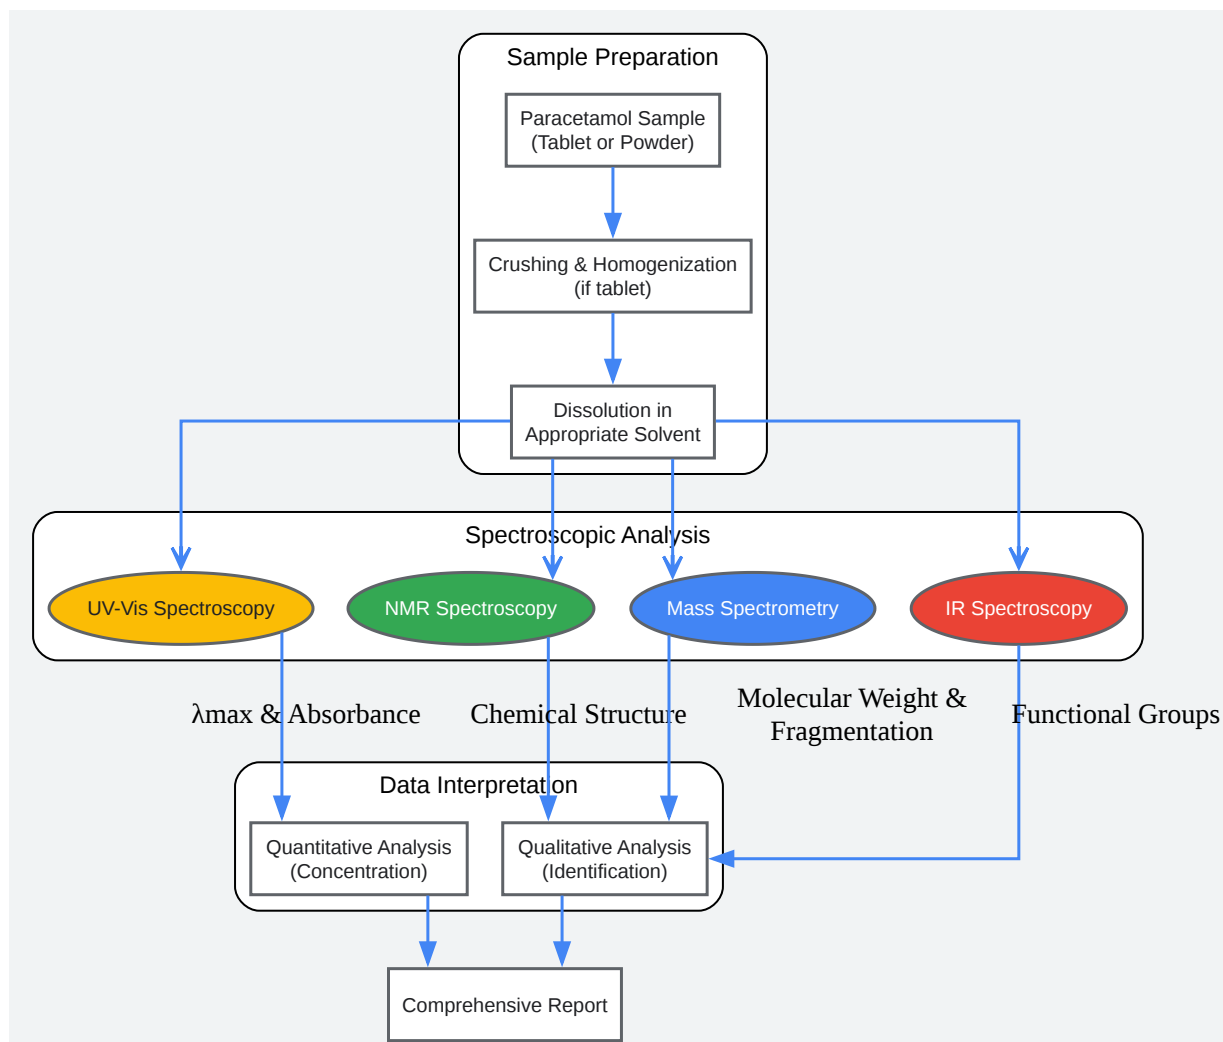 Sample Preparation
Paracetamol Sample
(Tablet or Powder)
Crushing & Homogenization
(if tablet)
Dissolution in
Appropriate Solvent
Spectroscopic Analysis
UV-Vis Spectroscopy
NMR Spectroscopy
Mass Spectrometry
IR Spectroscopy
λmax & Absorbance
Chemical Structure
Molecular Weight &
Fragmentation
Functional Groups
Data Interpretation
Quantitative Analysis
(Concentration)
Qualitative Analysis
(Identification)
Comprehensive Report